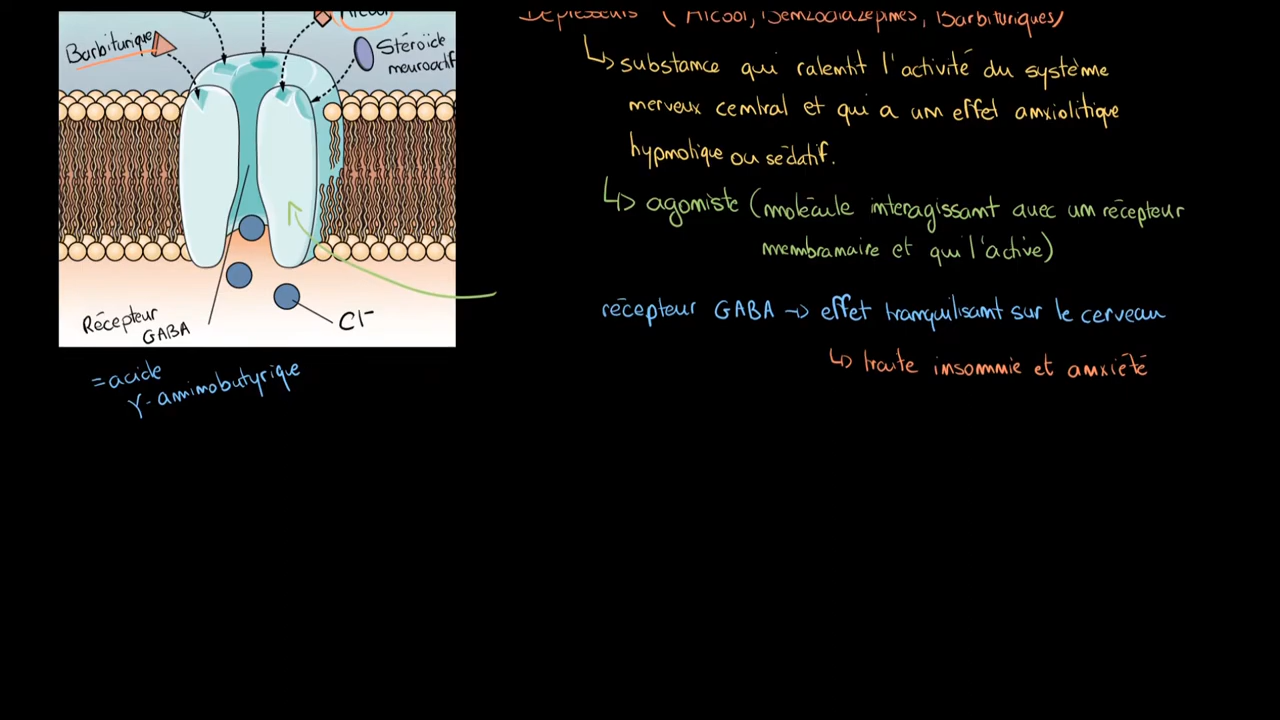 Alcool
Barbiturique
Stéroïde
neuroactif
Récepteur
GABA
Cl-
= acide
γ-aminobutyrique
Dépresseurs (Alcool, Benzodiazépines, Barbituriques)
↳ substance qui ralentit l'activité du système
nerveux central et qui a un effet anxiolitique
hypnotique ou sédatif.
↳ agoniste (molécule interagissant avec un récepteur
membranaire et qui l'active)
récepteur GABA → effet tranquilisant sur le cerveau
↳ traite insomnie et anxiété